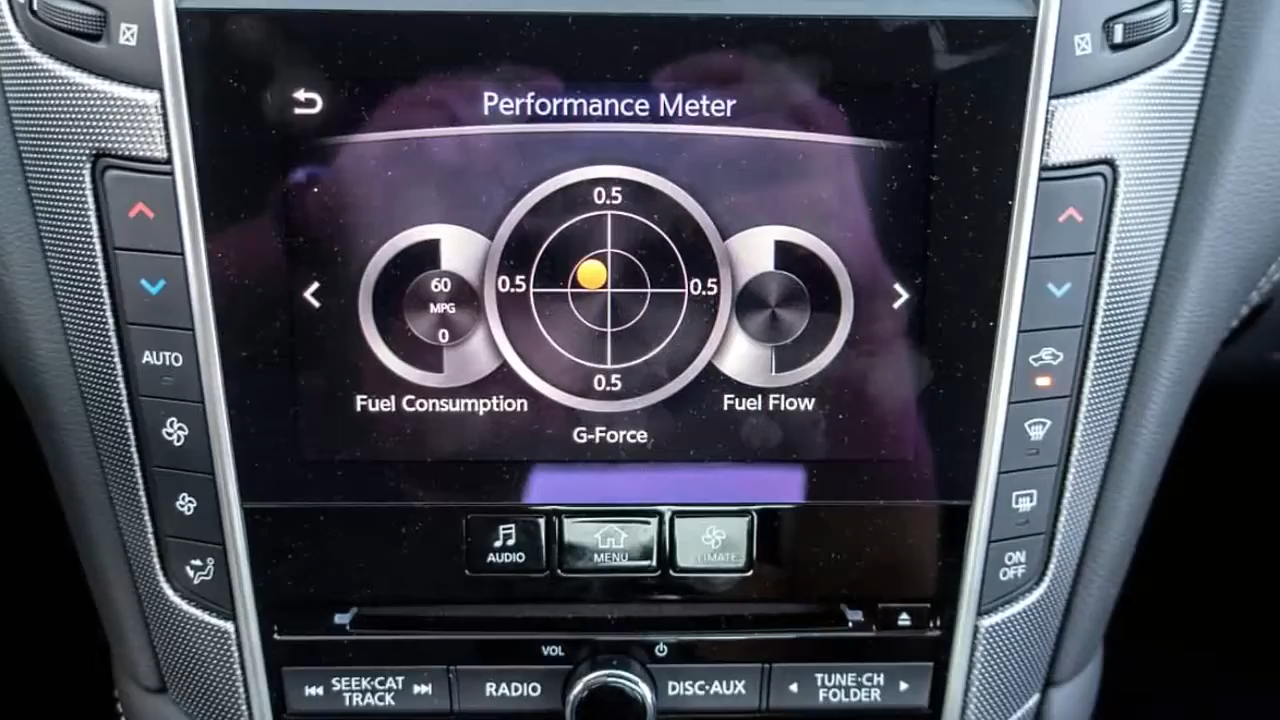 Performance Meter
0.5
0.5
0.5
0.5
60
MPG
0
Fuel Consumption
Fuel Flow
G-Force
AUTO
AUDIO
MENU
CLIMATE
ON
OFF
VOL
SEEK·CAT
TRACK
RADIO
DISC·AUX
TUNE·CH
FOLDER